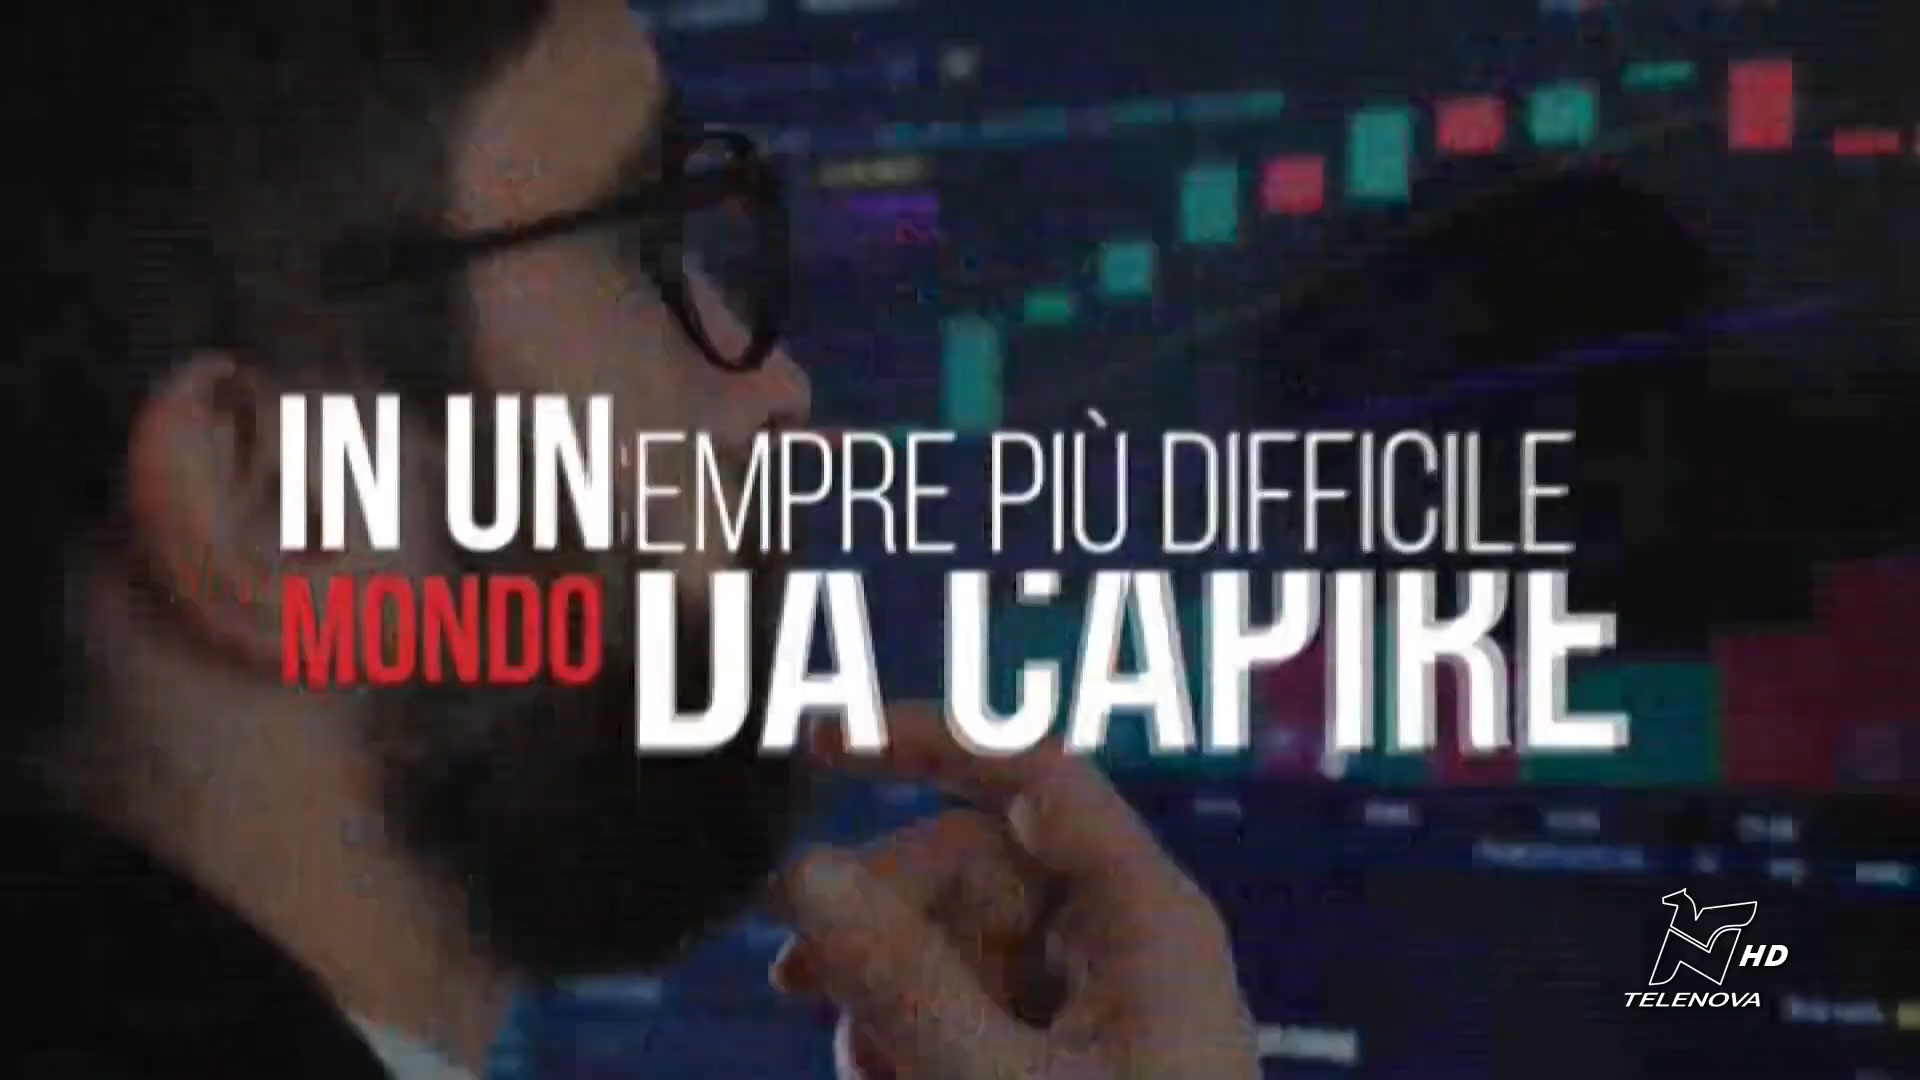 IN UN
MONDO
EMPRE PIÙ DIFFICILE
DA CAPIRE
HD
TELENOVA